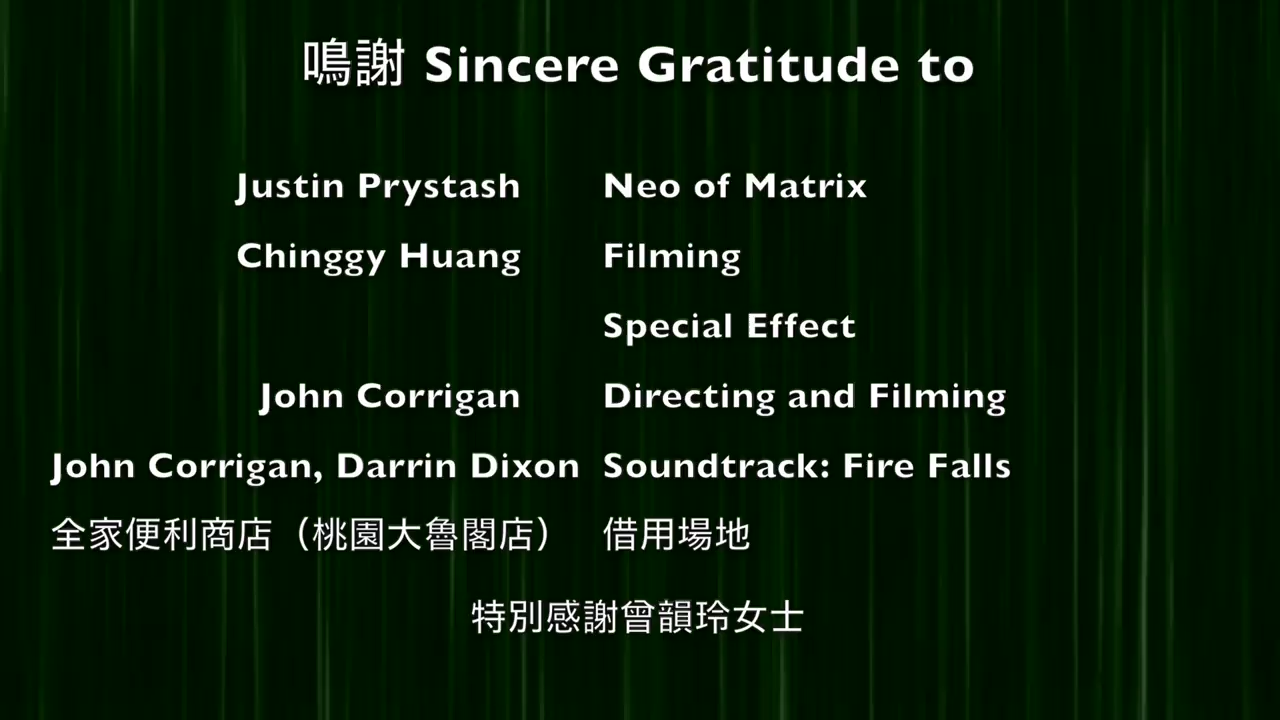 鳴謝 Sincere Gratitude to
Justin Prystash Neo of Matrix
Chinggy Huang Filming
Special Effect
John Corrigan Directing and Filming
John Corrigan, Darrin Dixon Soundtrack: Fire Falls
全家便利商店（桃園大魯閣店） 借用場地
特別感謝曾韻玲女士